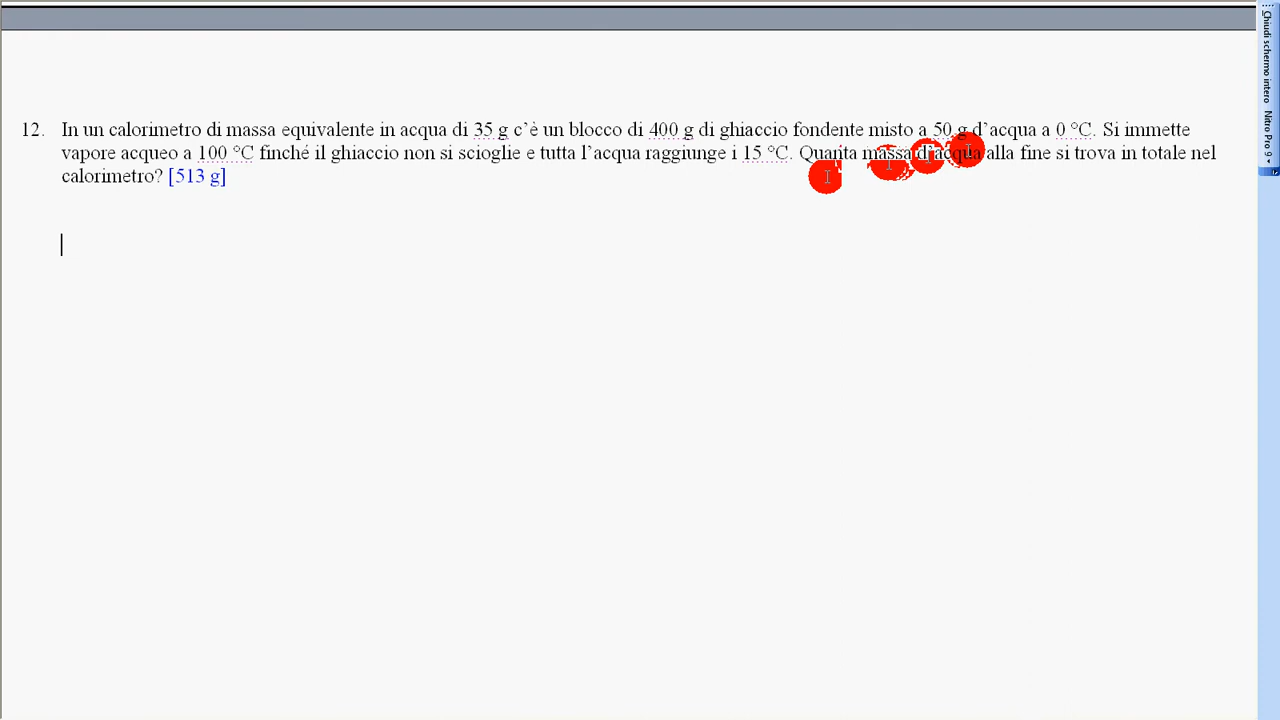 12. In un calorimetro di massa equivalente in acqua di 35 g c’è un blocco di 400 g di ghiaccio fondente misto a 50 g d’acqua a 0 °C. Si immette
vapore acqueo a 100 °C finché il ghiaccio non si scioglie e tutta l’acqua raggiunge i 15 °C. Quanta massa d’acqua alla fine si trova in totale nel
calorimetro? [513 g]
Chiudi schermo intero Nitro Pro 9